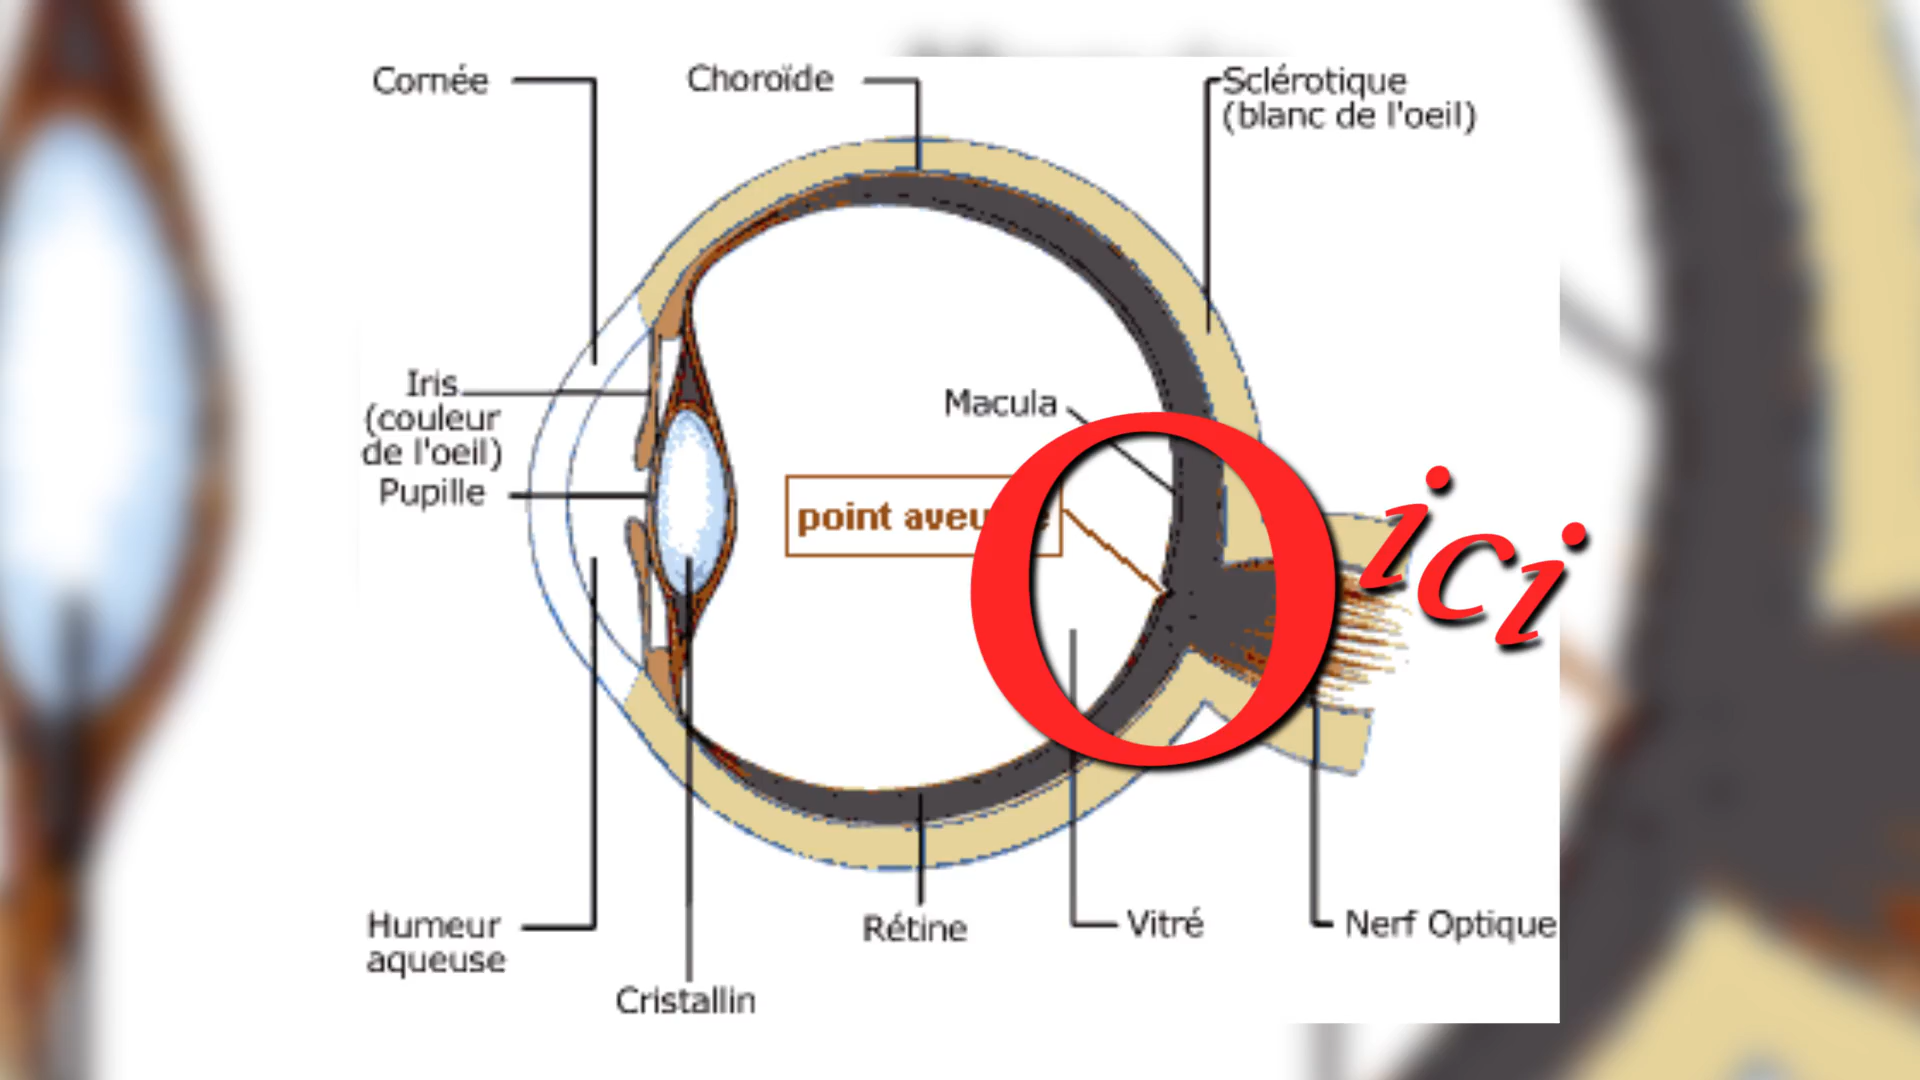 Cornée
Choroïde
Sclérotique
(blanc de l'oeil)
Iris
(couleur
de l'oeil)
Pupille
Macula
point
O ici
Humeur
aqueuse
Rétine
Vitré
Nerf Optique
Cristallin